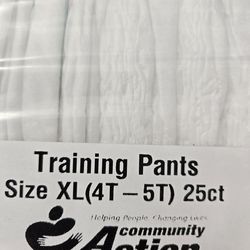 Training Pants
Size XL(4T – 5T) 25ct
Helping People. Changing Lives.
community
Action